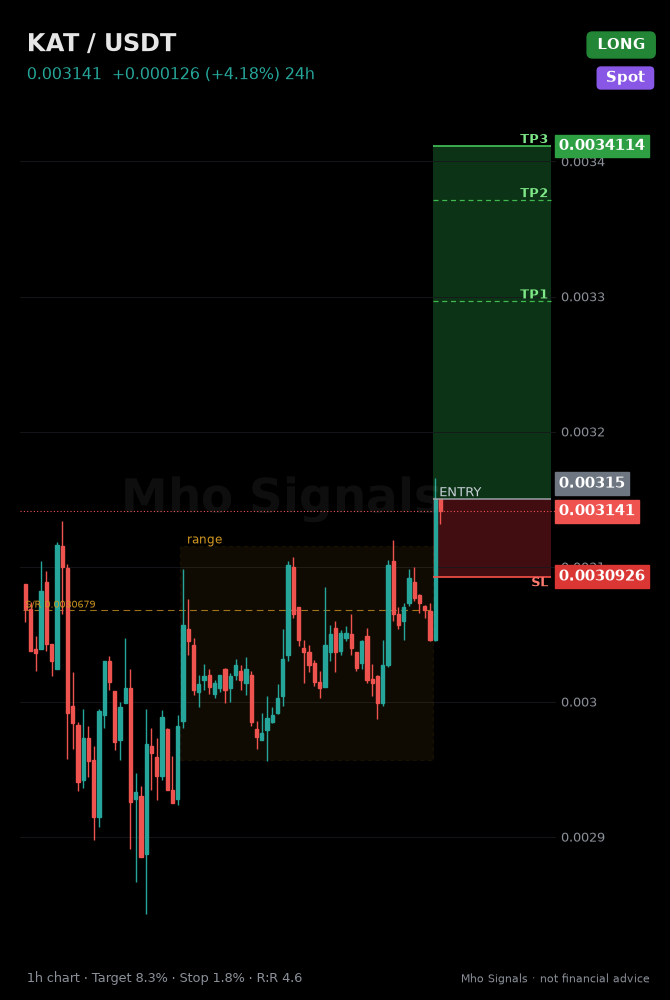 KAT / USDT
LONG
0.003141 +0.000126 (+4.18%) 24h
Spot
TP3
0.0034114
0.0034
TP2
TP1
0.0033
0.0032
Mho Signals
ENTRY
0.00315
0.003141
range
SL
0.0030926
S/R 0.0030679
0.003
0.0029
1h chart · Target 8.3% · Stop 1.8% · R:R 4.6
Mho Signals · not financial advice